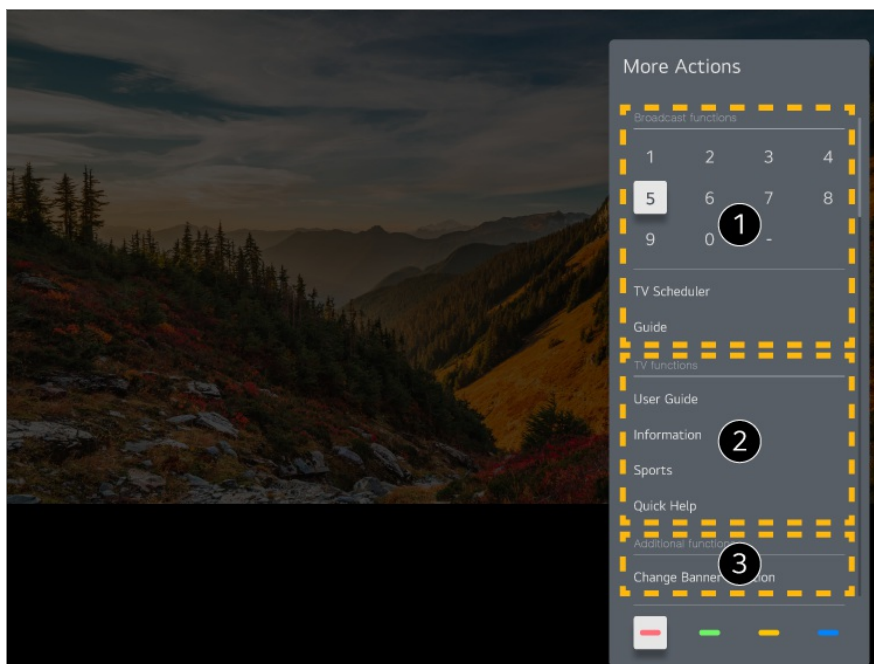 More Actions
Broadcast functions
1 2 3 4
5 6 7 8
9 0 -
1
TV Scheduler
Guide
TV functions
User Guide
Information
2
Sports
Quick Help
Additional functions
3
Change Banner